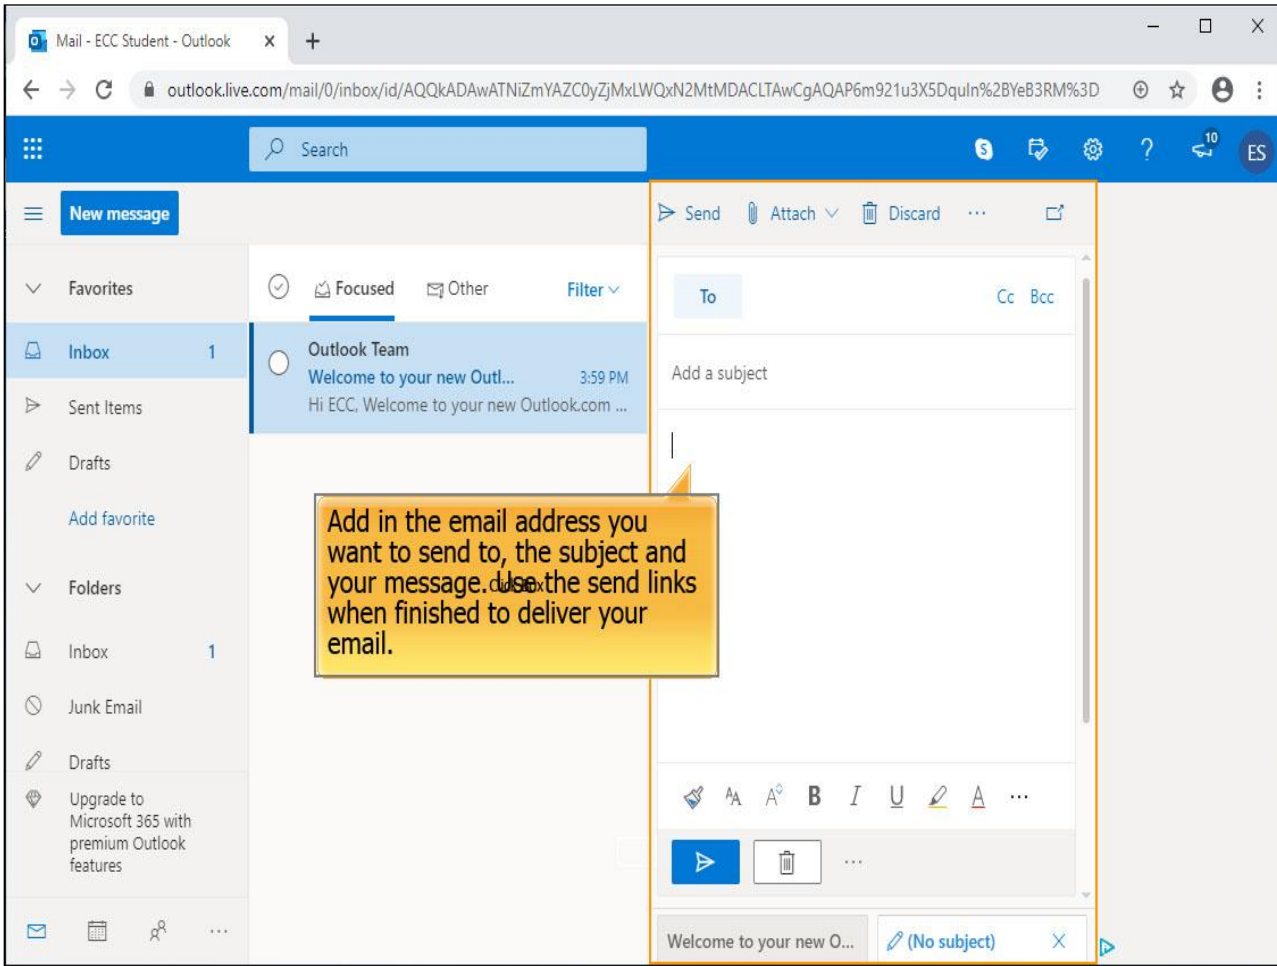 Mail - ECC Student - Outlook
outlook.live.com/mail/0/inbox/id/AQQkADAwATNiZmYAZC0yZjMxLWQxN2MtMDACLTAwCgAQAP6m921u3X5DquIn%2BYeB3RM%3D
Search
10
ES
New message
Send Attach Discard ...
Favorites
Focused Other Filter
To Cc Bcc
Inbox 1
Outlook Team
Welcome to your new Outl... 3:59 PM
Hi ECC, Welcome to your new Outlook.com ...
Add a subject
Sent Items
Drafts
Add favorite
Add in the email address you
want to send to, the subject and
your message. Use the send links
when finished to deliver your
email.
Folders
Inbox 1
Junk Email
Drafts
Upgrade to
Microsoft 365 with
premium Outlook
features
B I U A ...
...
...
Welcome to your new O... (No subject)